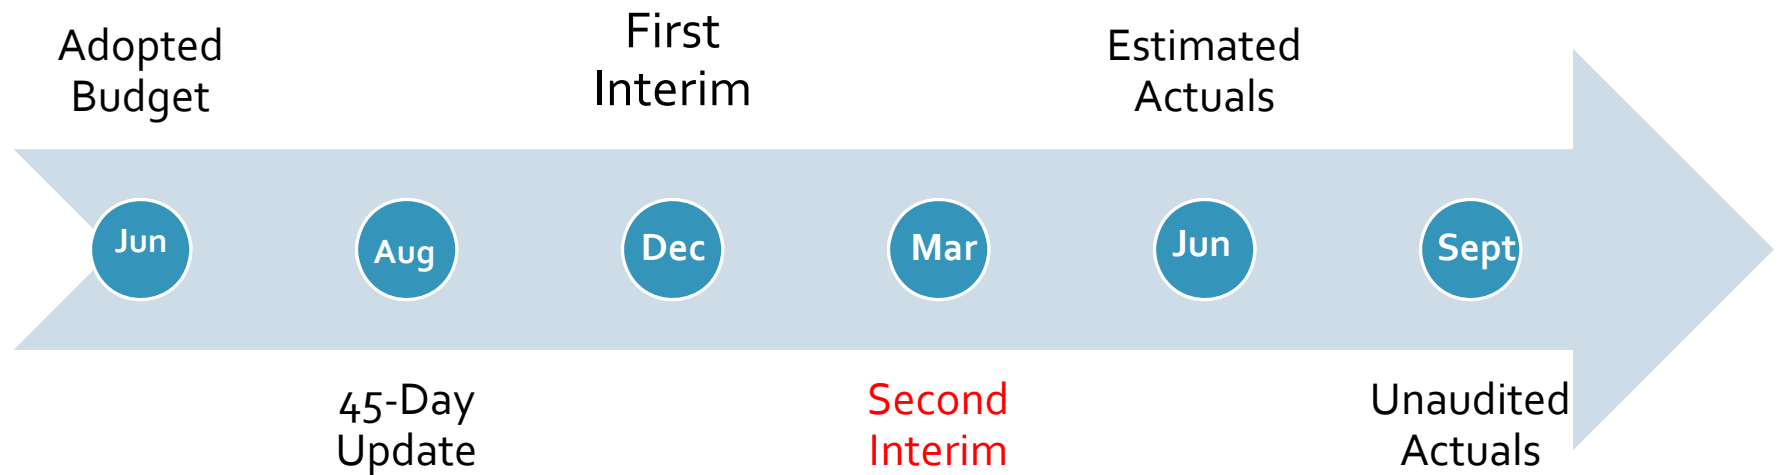 Adopted
Budget
First
Interim
Estimated
Actuals
Jun
Aug
Dec
Mar
Jun
Sept
45-Day
Update
Second
Interim
Unaudited
Actuals